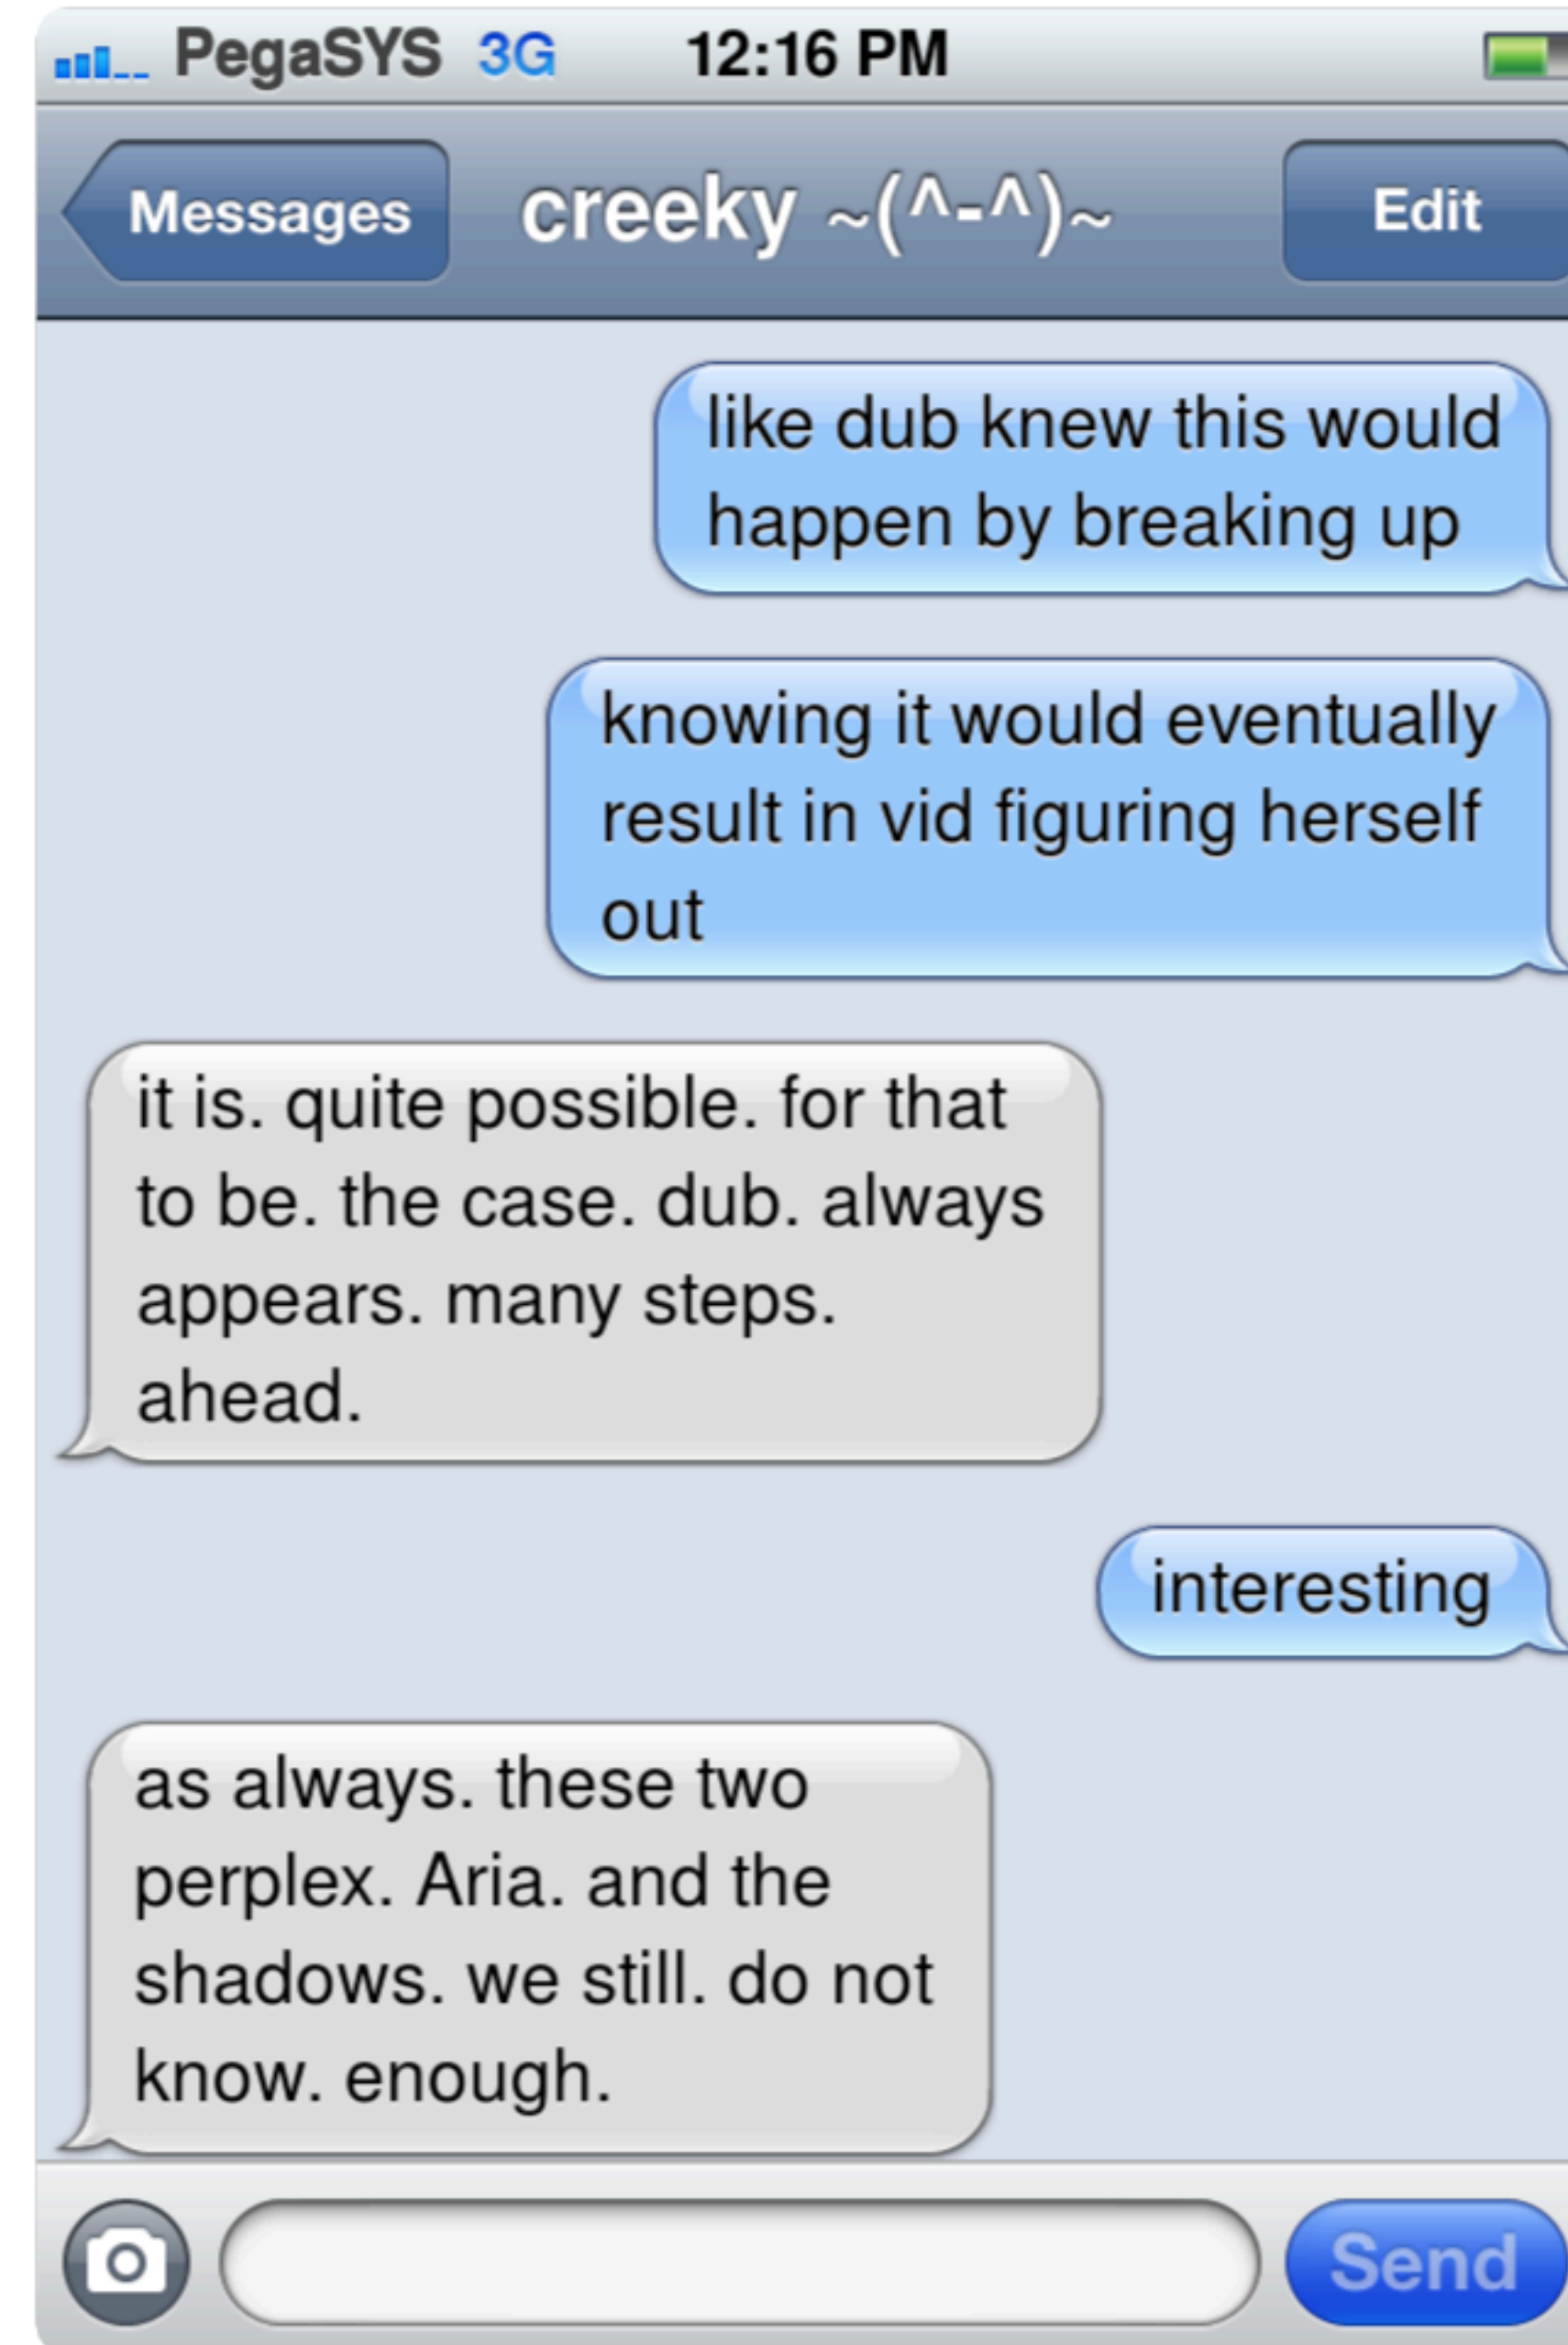 PegaSYS 3G 12:16 PM
Messages creeky ~(^-^)~ Edit
like dub knew this would
happen by breaking up
knowing it would eventually
result in vid figuring herself
out
it is. quite possible. for that
to be. the case. dub. always
appears. many steps.
ahead.
interesting
as always. these two
perplex. Aria. and the
shadows. we still. do not
know. enough.
Send